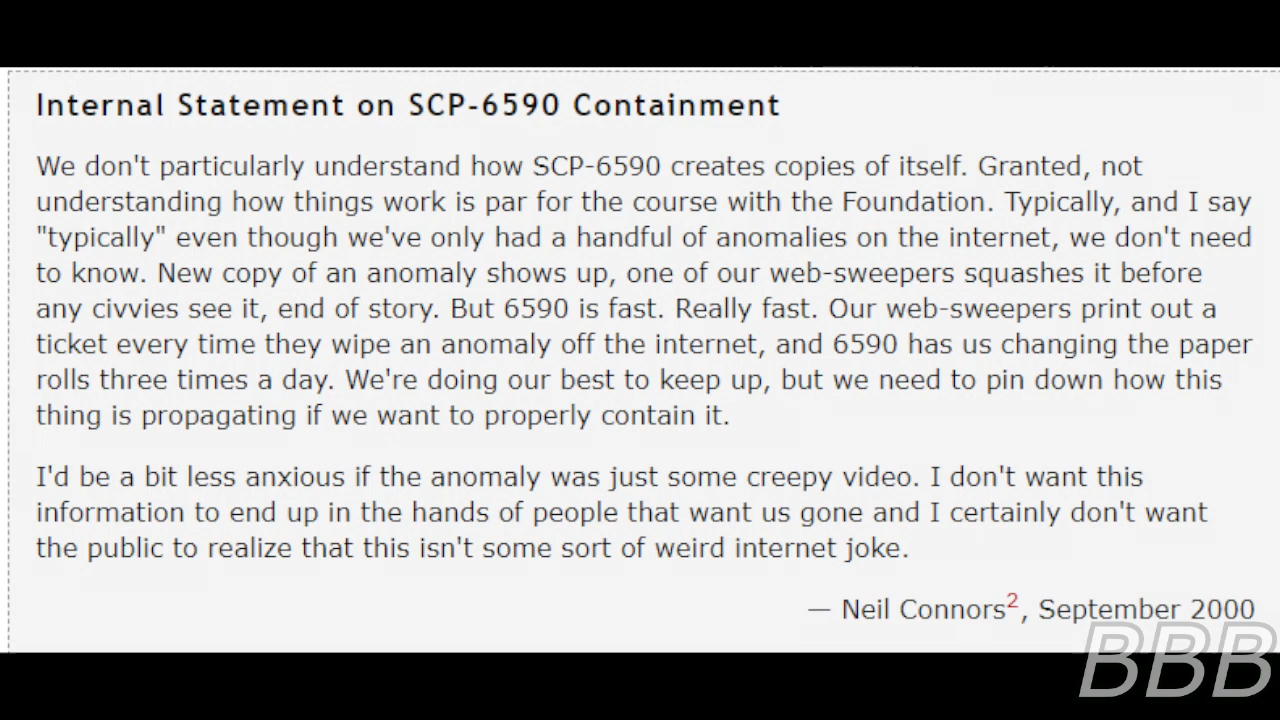 Internal Statement on SCP-6590 Containment
We don't particularly understand how SCP-6590 creates copies of itself. Granted, not
understanding how things work is par for the course with the Foundation. Typically, and I say
"typically" even though we've only had a handful of anomalies on the internet, we don't need
to know. New copy of an anomaly shows up, one of our web-sweepers squashes it before
any civvies see it, end of story. But 6590 is fast. Really fast. Our web-sweepers print out a
ticket every time they wipe an anomaly off the internet, and 6590 has us changing the paper
rolls three times a day. We're doing our best to keep up, but we need to pin down how this
thing is propagating if we want to properly contain it.
I'd be a bit less anxious if the anomaly was just some creepy video. I don't want this
information to end up in the hands of people that want us gone and I certainly don't want
the public to realize that this isn't some sort of weird internet joke.
— Neil Connors2, September 2000
BBB